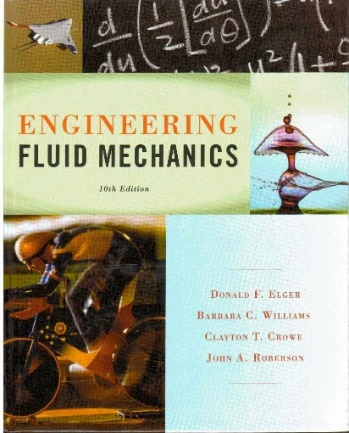 ENGINEERING
FLUID MECHANICS
10th Edition
DONALD F. ELGER
BARBARA C. WILLIAMS
CLAYTON T. CROWE
JOHN A. ROBERSON